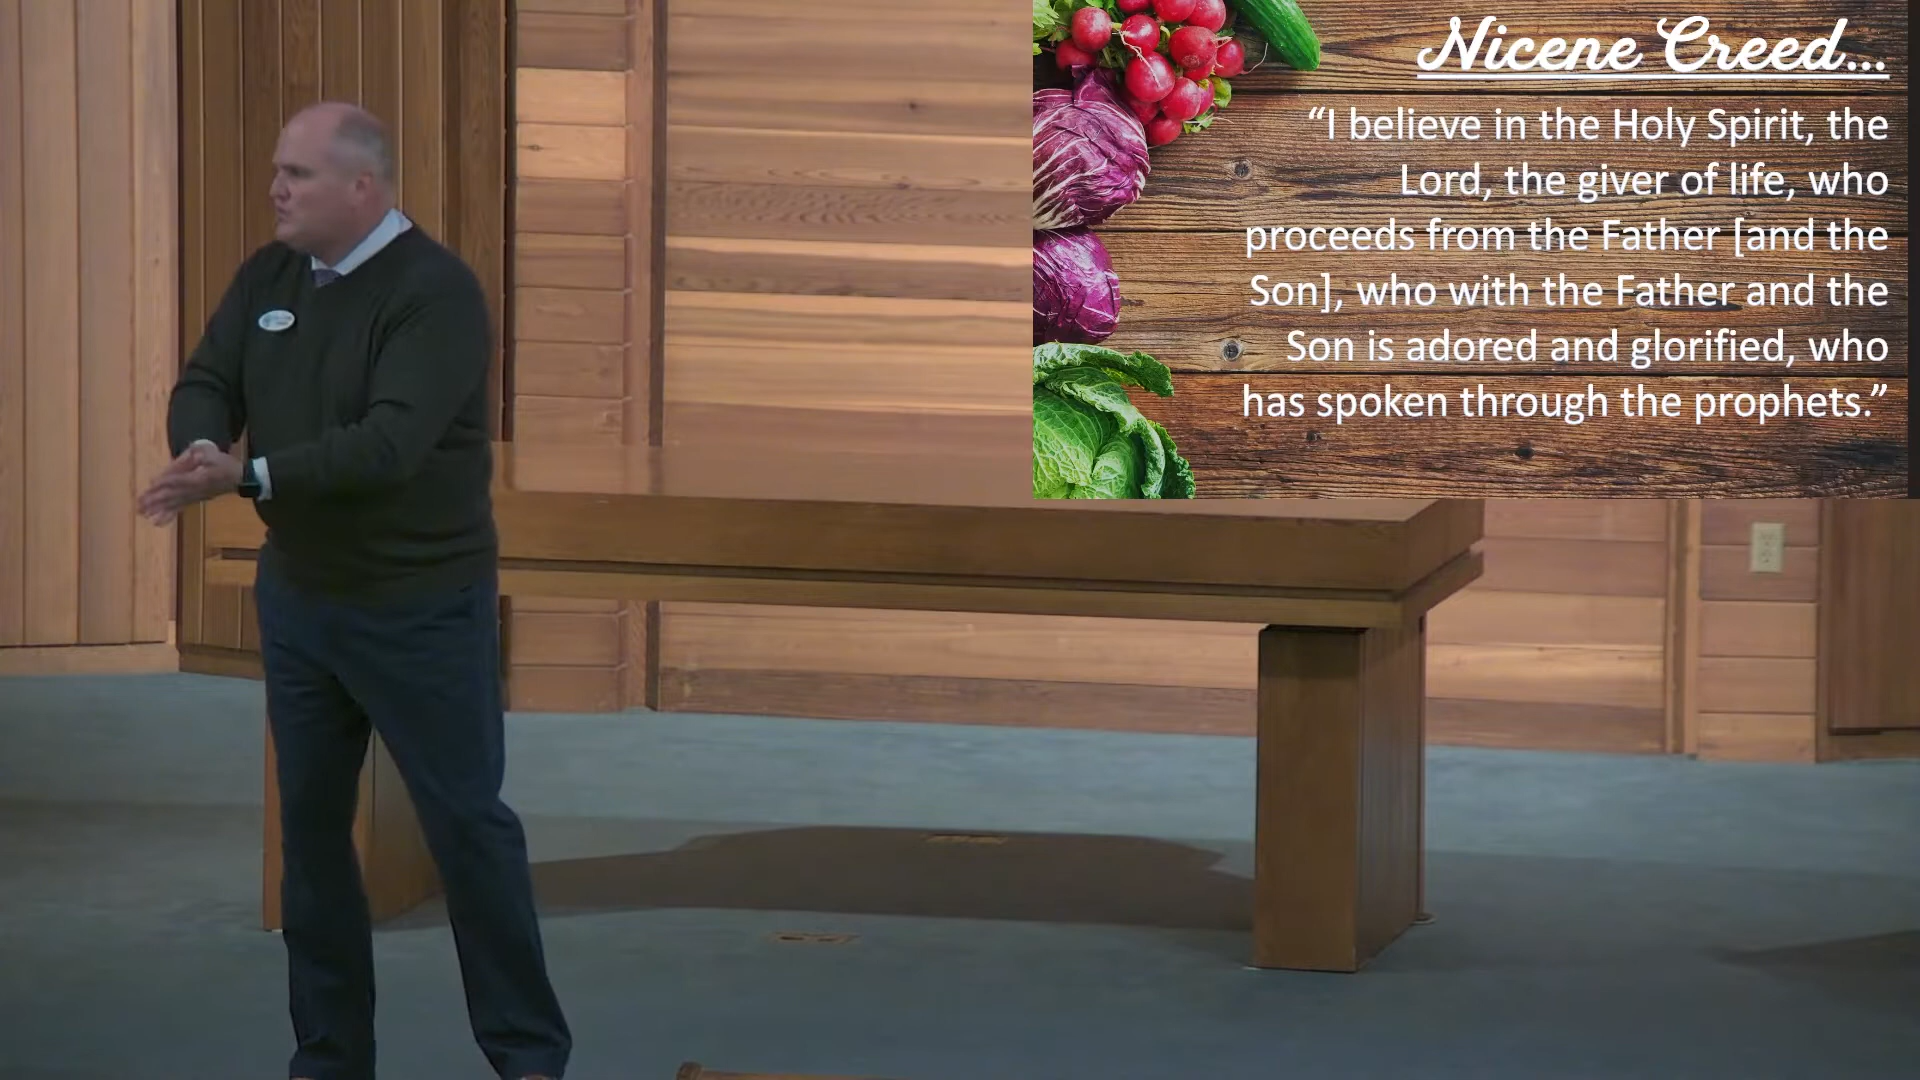 Nicene Creed...
“I believe in the Holy Spirit, the
Lord, the giver of life, who
proceeds from the Father [and the
Son], who with the Father and the
Son is adored and glorified, who
has spoken through the prophets.”